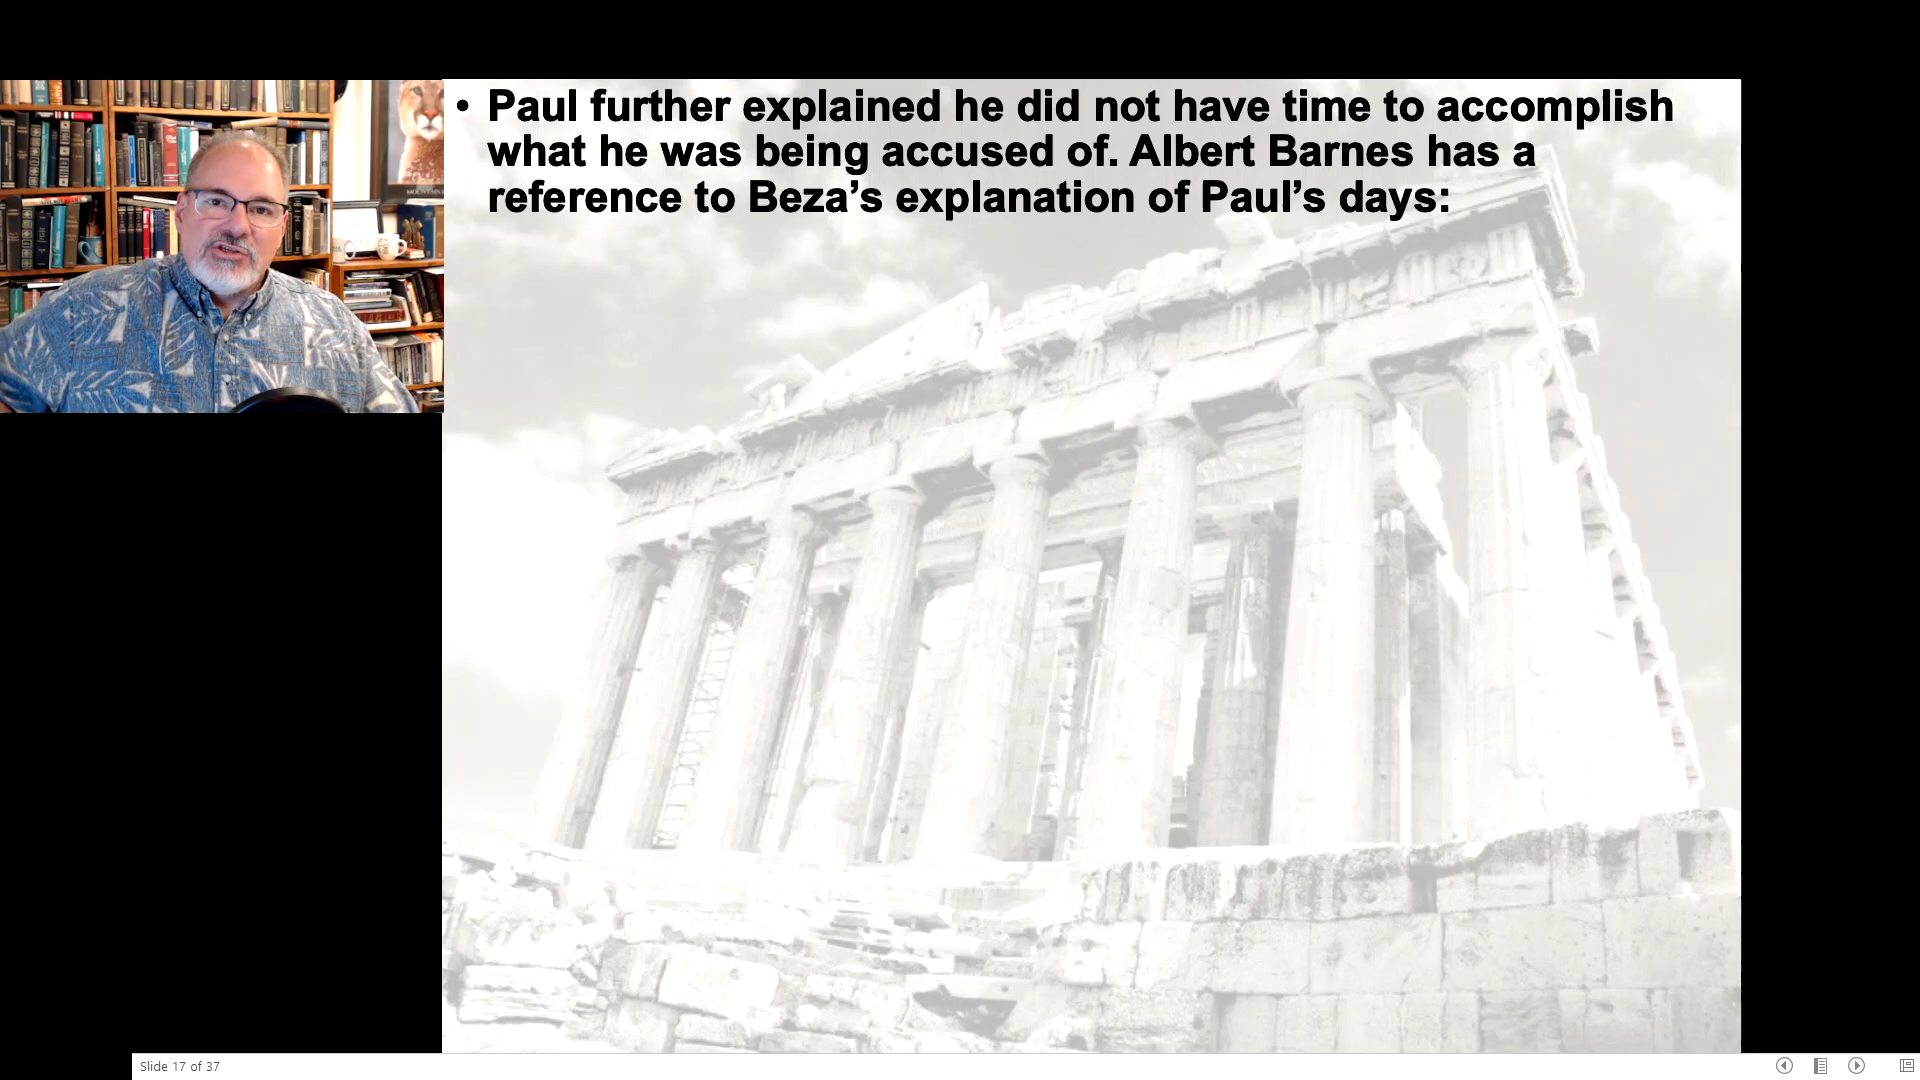 • Paul further explained he did not have time to accomplish
what he was being accused of. Albert Barnes has a
reference to Beza’s explanation of Paul’s days:
Slide 17 of 37